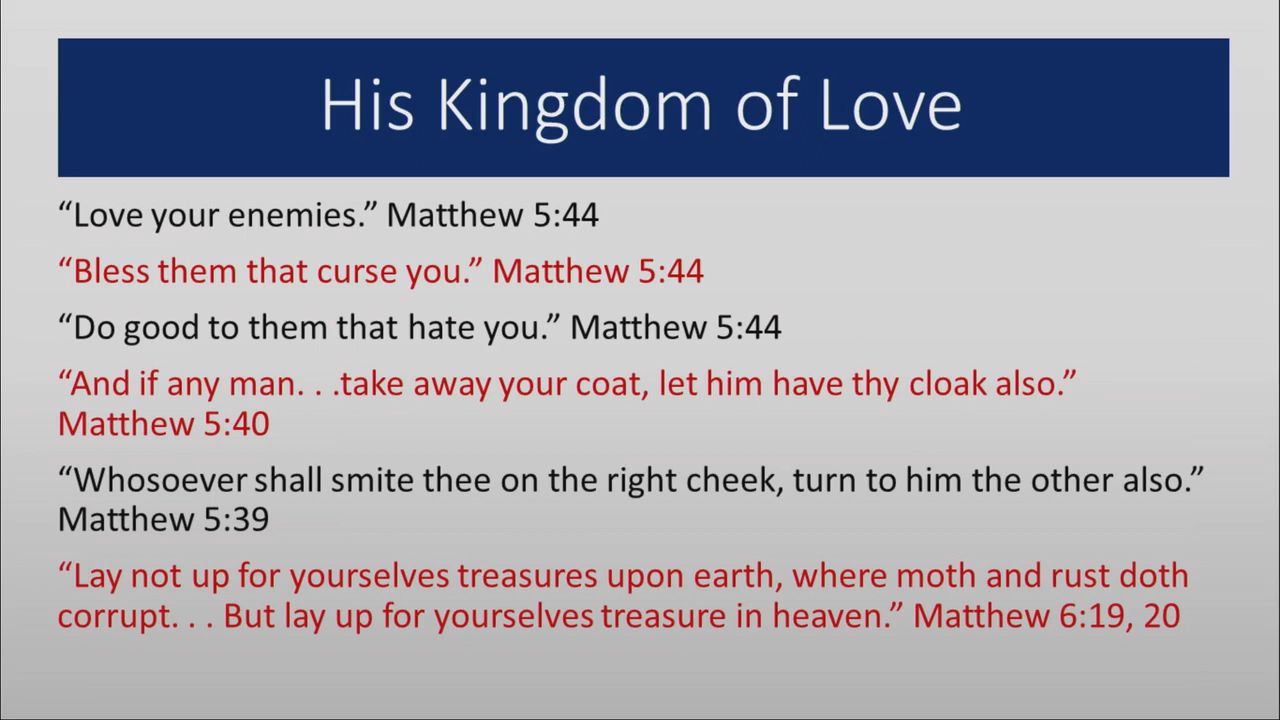 His Kingdom of Love
“Love your enemies.” Matthew 5:44
“Bless them that curse you.” Matthew 5:44
“Do good to them that hate you.” Matthew 5:44
“And if any man. . .take away your coat, let him have thy cloak also.”
Matthew 5:40
“Whosoever shall smite thee on the right cheek, turn to him the other also.”
Matthew 5:39
“Lay not up for yourselves treasures upon earth, where moth and rust doth
corrupt. . . But lay up for yourselves treasure in heaven.” Matthew 6:19, 20